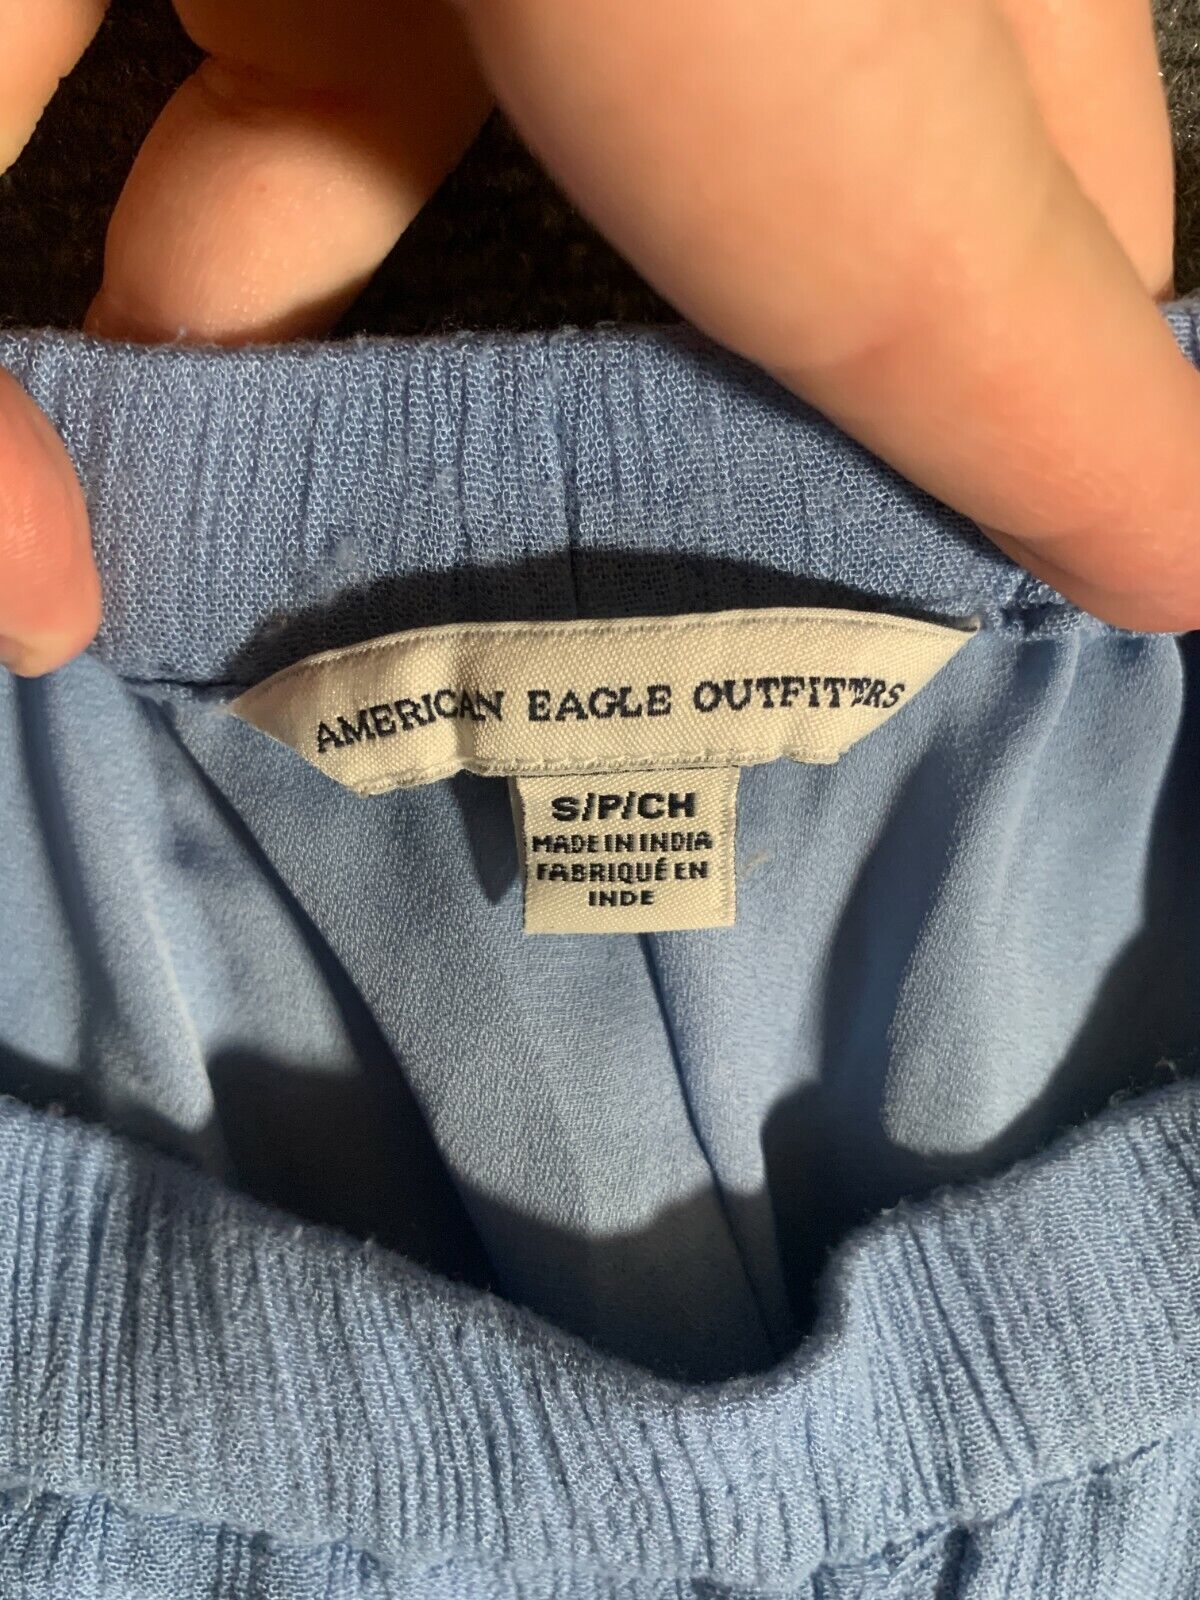 AMERICAN EAGLE OUTFITTERS
S/P/CH
MADE IN INDIA
FABRIQUÉ EN
INDE